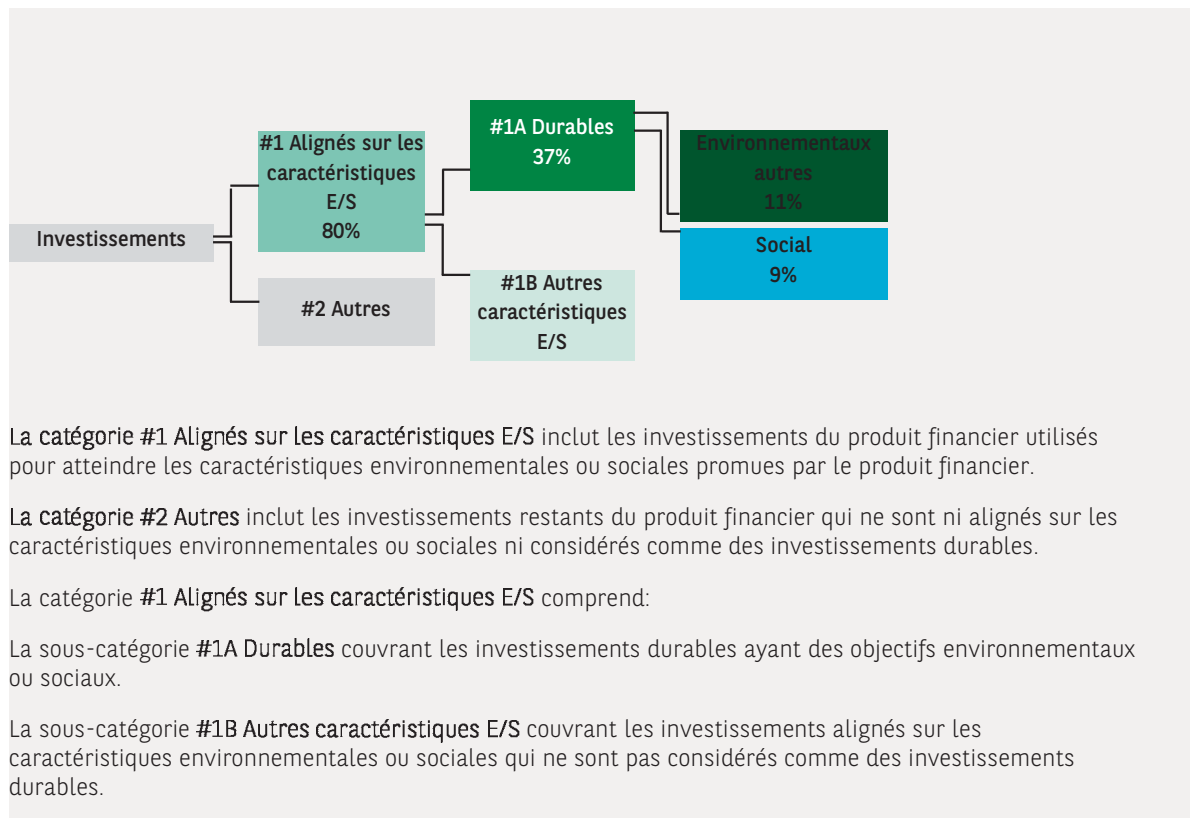 Investissements
#1 Alignés sur les
caractéristiques
E/S
80%
#2 Autres
#1A Durables
37%
#1B Autres
caractéristiques
E/S
Environnementaux
autres
11%
Social
9%
La catégorie #1 Alignés sur les caractéristiques E/S inclut les investissements du produit financier utilisés
pour atteindre les caractéristiques environnementales ou sociales promues par le produit financier.
La catégorie #2 Autres inclut les investissements restants du produit financier qui ne sont ni alignés sur les
caractéristiques environnementales ou sociales ni considérés comme des investissements durables.
La catégorie #1 Alignés sur les caractéristiques E/S comprend:
La sous-catégorie #1A Durables couvrant les investissements durables ayant des objectifs environnementaux
ou sociaux.
La sous-catégorie #1B Autres caractéristiques E/S couvrant les investissements alignés sur les
caractéristiques environnementales ou sociales qui ne sont pas considérés comme des investissements
durables.